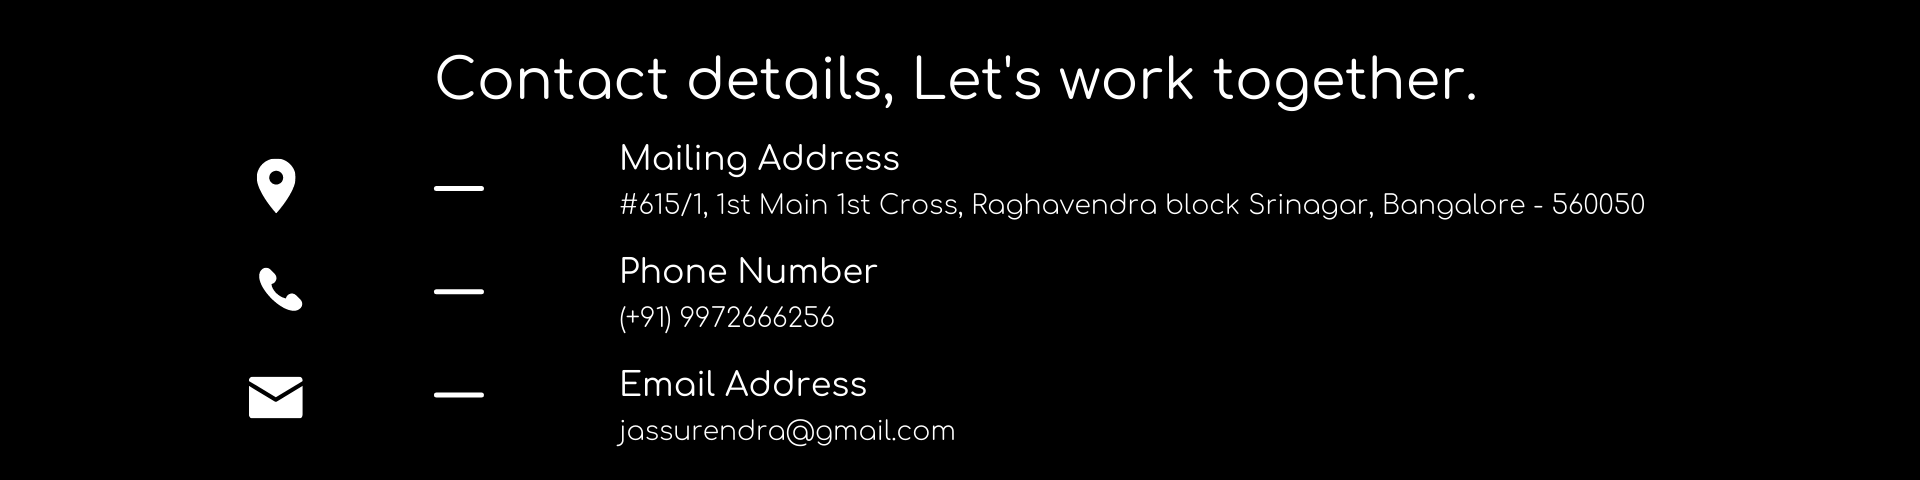 Contact details, Let's work together.
Mailing Address
#615/1, 1st Main 1st Cross, Raghavendra block Srinagar, Bangalore - 560050
Phone Number
(+91) 9972666256
Email Address
jassurendra@gmail.com